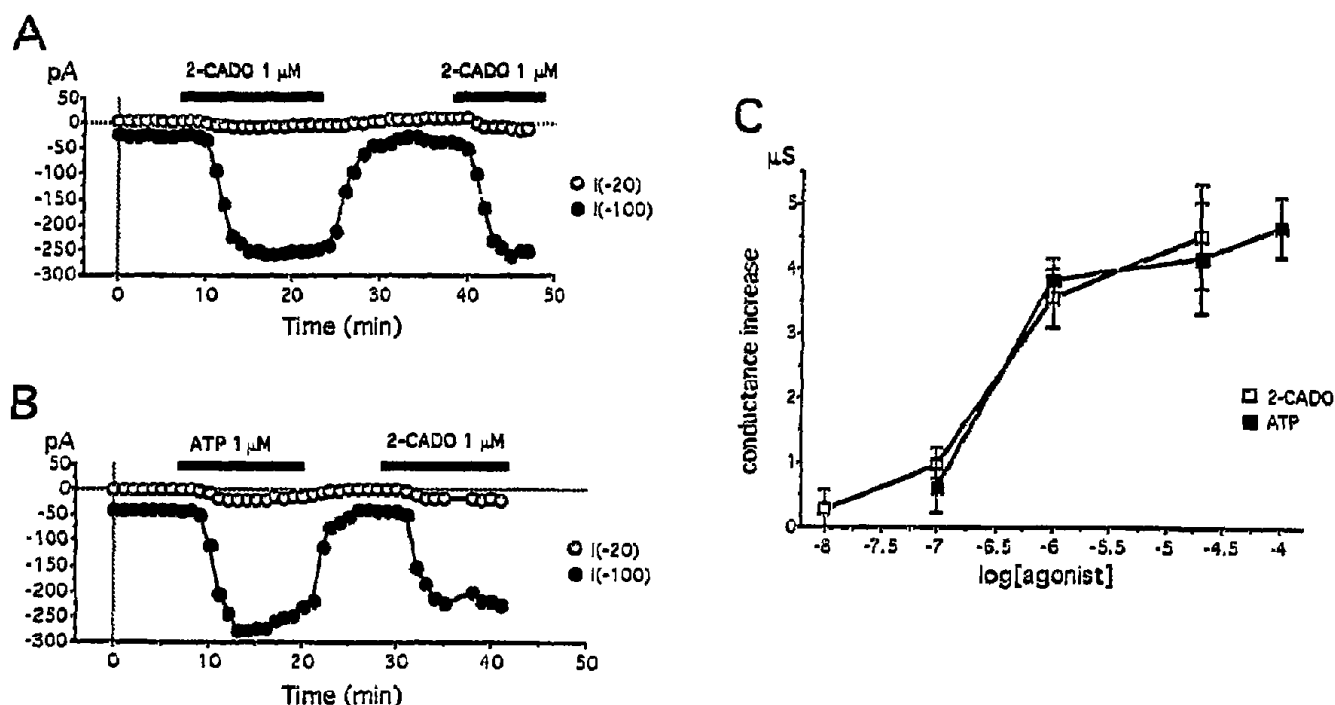 A
pA
2-CADO 1 μM
2-CADO 1 μM
50
0
-50
-100
-150
-200
-250
-300
0
10
20
30
40
50
Time (min)
I(-20)
I(-100)
B
pA
ATP 1 μM
2-CADO 1 μM
50
0
-50
-100
-150
-200
-250
-300
0
10
20
30
40
50
Time (min)
I(-20)
I(-100)
C
μS
conductance increase
5
4
3
2
1
0
-8
-7.5
-7
-6.5
-6
-5.5
-5
-4.5
-4
log[agonist]
2-CADO
ATP